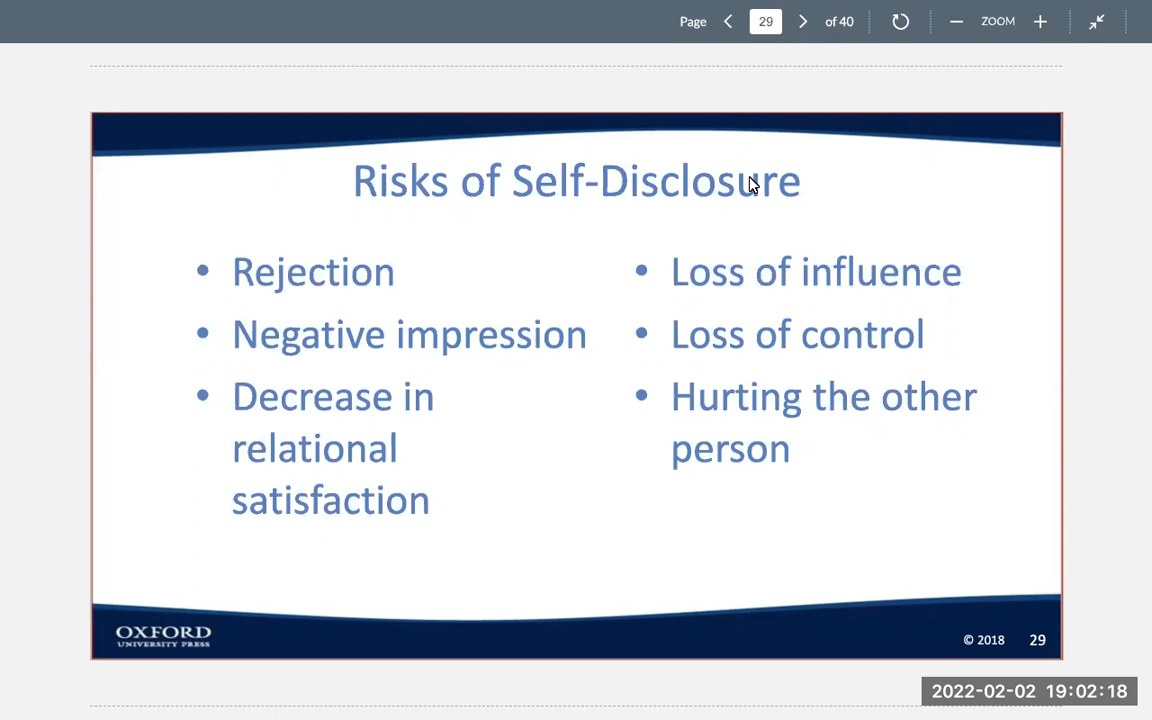 Page 29 of 40 ZOOM
Risks of Self-Disclosure
• Rejection
• Negative impression
• Decrease in
relational
satisfaction
• Loss of influence
• Loss of control
• Hurting the other
person
OXFORD
UNIVERSITY PRESS
© 2018 29
2022-02-02 19:02:18